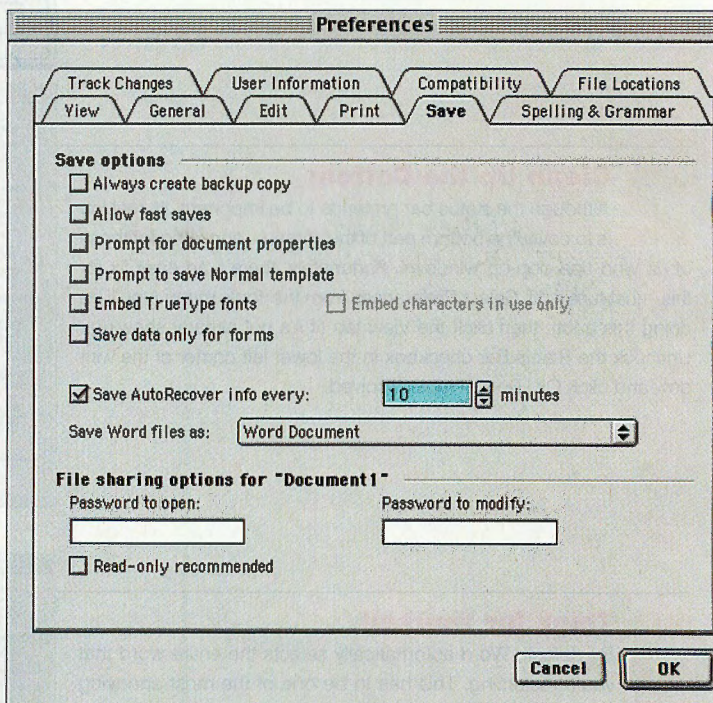 Preferences
Track Changes User Information Compatibility File Locations
View General Edit Print Save Spelling & Grammar
Save options
Always create backup copy
Allow fast saves
Prompt for document properties
Prompt to save Normal template
Embed TrueType fonts Embed characters in use only
Save data only for forms
Save AutoRecover info every: 10 minutes
Save Word files as: Word Document
File sharing options for "Document1"
Password to open: Password to modify:
Read-only recommended
Cancel OK